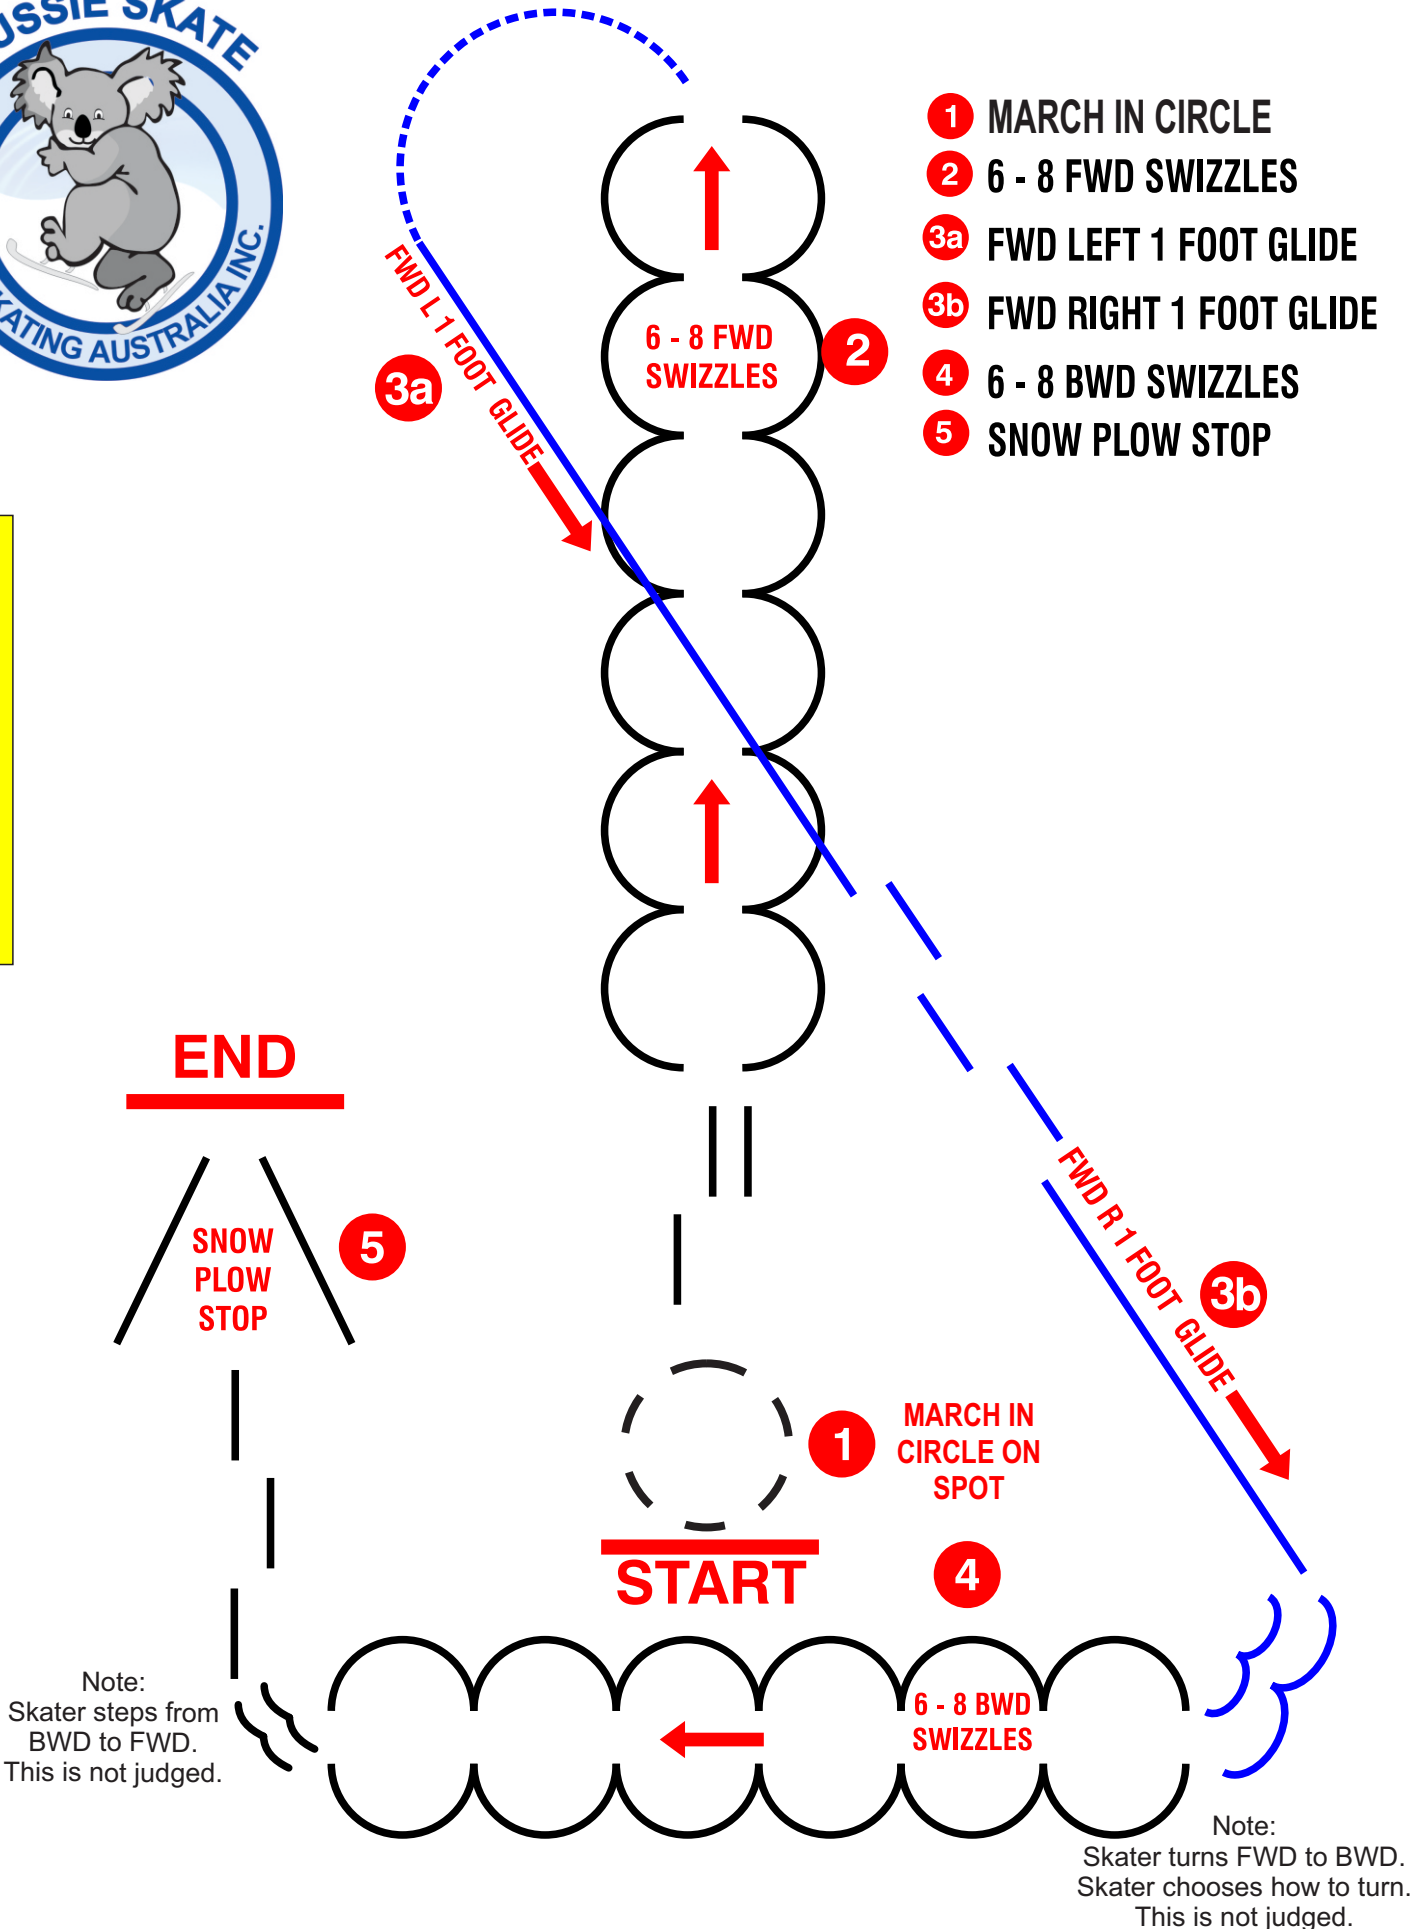 USSIE SKATE
KATING AUSTRALIA INC.
1 MARCH IN CIRCLE
2 6 - 8 FWD SWIZZLES
3a FWD LEFT 1 FOOT GLIDE
3b FWD RIGHT 1 FOOT GLIDE
4 6 - 8 BWD SWIZZLES
5 SNOW PLOW STOP
FWD L 1 FOOT GLIDE
3a
6 - 8 FWD
SWIZZLES
2
END
SNOW
PLOW
STOP
5
FWD R 1 FOOT GLIDE
3b
1
MARCH IN
CIRCLE ON
SPOT
START
4
6 - 8 BWD
SWIZZLES
Note:
Skater steps from
BWD to FWD.
This is not judged.
Note:
Skater turns FWD to BWD.
Skater chooses how to turn.
This is not judged.